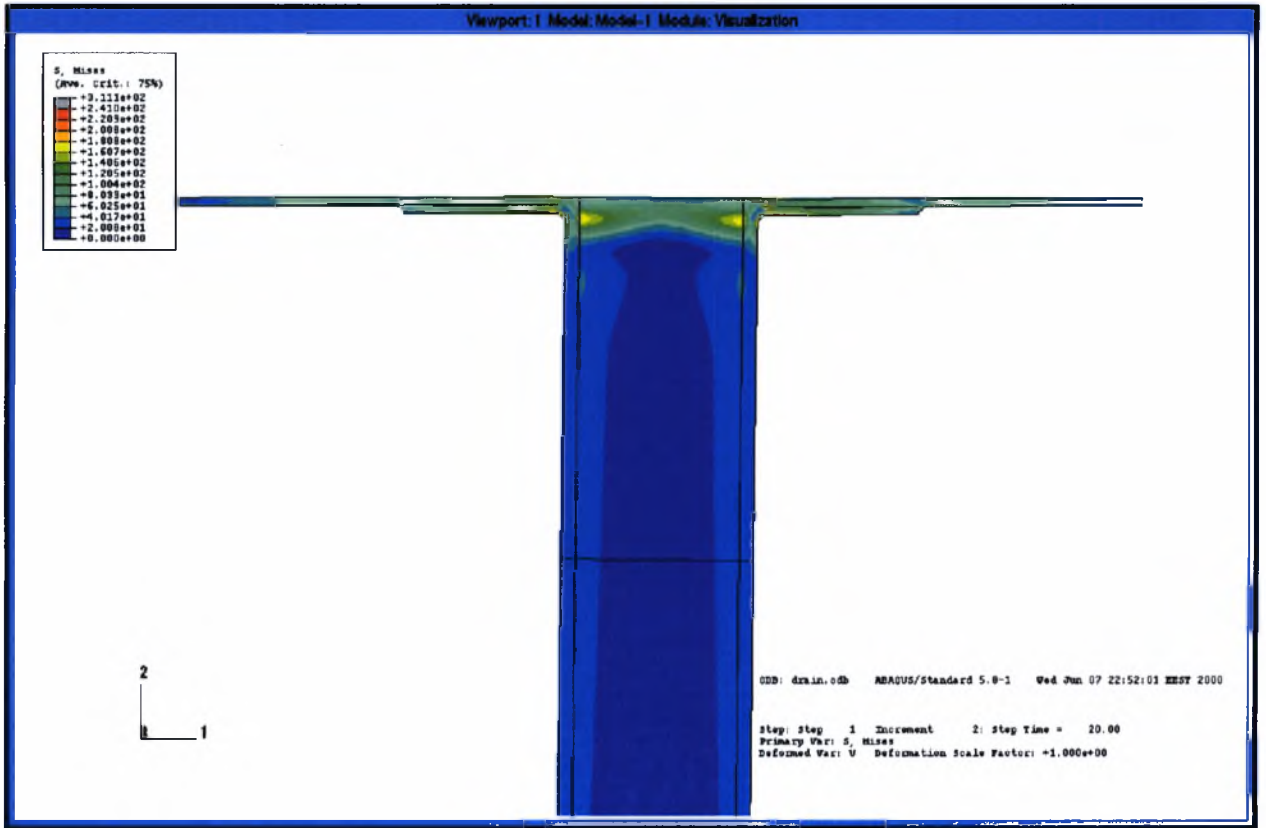 Viewport: 1 Model: Model-1 Module: Visualization
S, Mises
(Ave. Crit.: 75%)
+3.111e+02
+2.410e+02
+2.209e+02
+2.008e+02
+1.808e+02
+1.607e+02
+1.406e+02
+1.205e+02
+1.004e+02
+8.033e+01
+6.025e+01
+4.017e+01
+2.008e+01
+0.000e+00
2
1
ODB: drain.odb ABAQUS/Standard 5.8-1 Wed Jun 07 22:52:01 EEST 2000
Step: Step 1 Increment 2: Step Time = 20.00
Primary Var: S, Mises
Deformed Var: U Deformation Scale Factor: +1.000e+00